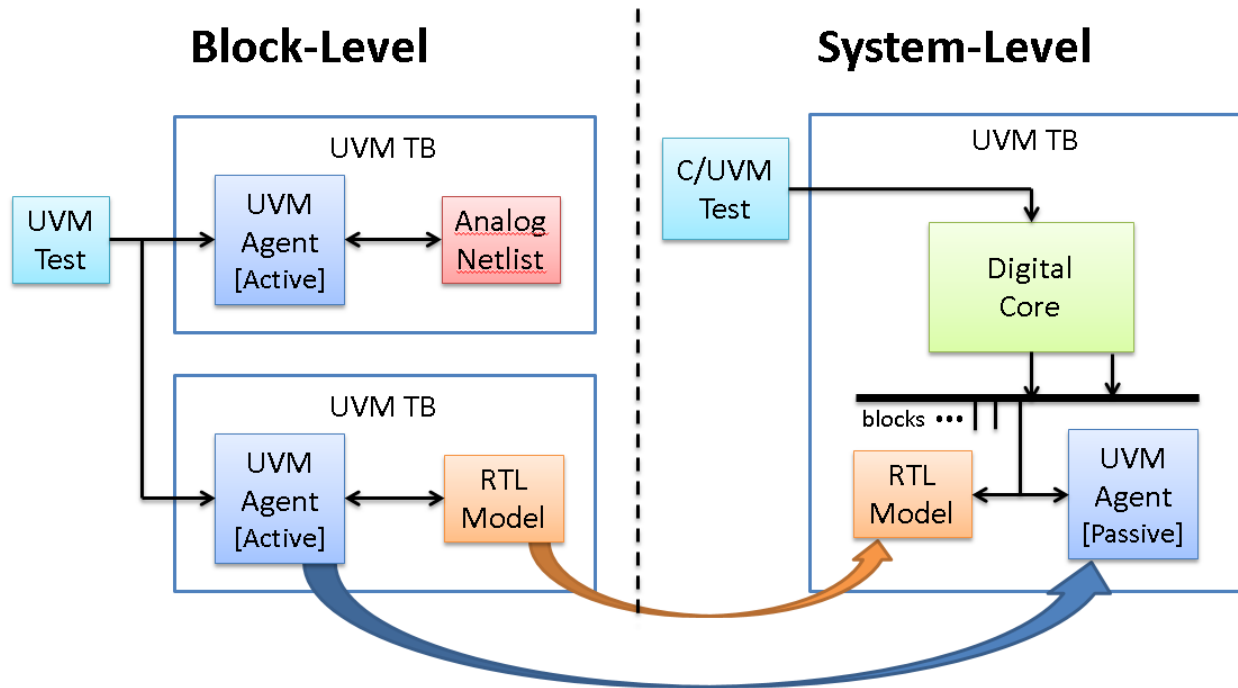 Block-Level
System-Level
UVM TB
UVM
Test
UVM
Agent
[Active]
Analog
Netlist
UVM TB
UVM
Agent
[Active]
RTL
Model
UVM TB
C/UVM
Test
Digital
Core
blocks •••
RTL
Model
UVM
Agent
[Passive]